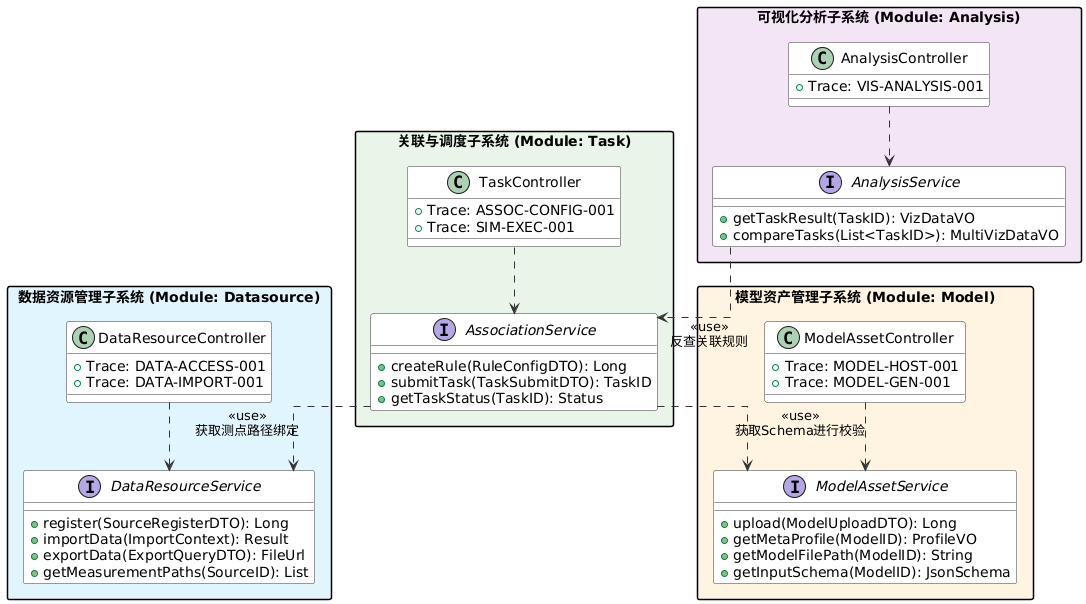 可视化分析子系统 (Module: Analysis)
C AnalysisController
Trace: VIS-ANALYSIS-001
I AnalysisService
getTaskResult(TaskID): VizDataVO
compareTasks(List<TaskID>): MultiVizDataVO
关联与调度子系统 (Module: Task)
C TaskController
Trace: ASSOC-CONFIG-001
Trace: SIM-EXEC-001
I AssociationService
createRule(RuleConfigDTO): Long
submitTask(TaskSubmitDTO): TaskID
getTaskStatus(TaskID): Status
«use»
反查关联规则
数据资源管理子系统 (Module: Datasource)
C DataResourceController
Trace: DATA-ACCESS-001
Trace: DATA-IMPORT-001
«use»
获取测点路径绑定
I DataResourceService
register(SourceRegisterDTO): Long
importData(ImportContext): Result
exportData(ExportQueryDTO): FileUrl
getMeasurementPaths(SourceID): List
模型资产管理子系统 (Module: Model)
C ModelAssetController
Trace: MODEL-HOST-001
Trace: MODEL-GEN-001
«use»
获取Schema进行校验
I ModelAssetService
upload(ModelUploadDTO): Long
getMetaProfile(ModelID): ProfileVO
getModelFilePath(ModelID): String
getInputSchema(ModelID): JsonSchema